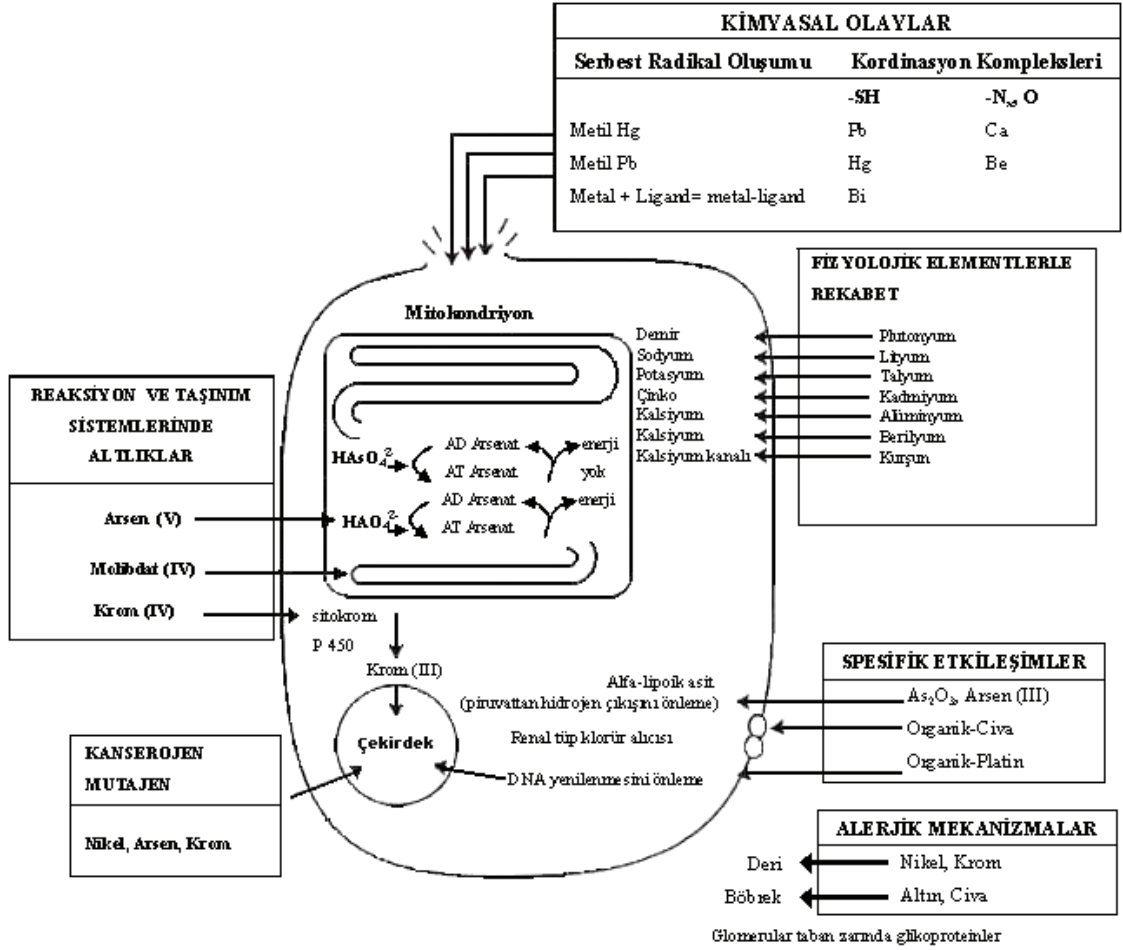 KİMYASAL OLAYLAR
Serbest Radikal Oluşumu Kordinasyon Kompleksleri
-SH -Nₓ, O
Metil Hg Pb Ca
Metil Pb Hg Be
Metal + Ligand= metal-ligand Bi
FİZYOLOJİK ELEMENTLERLE
REKABET
Demir Plutonyum
Sodyum Lityum
Potasyum Talyum
Çinko Kadmiyum
Kalsiyum Alüminyum
Kalsiyum Berilyum
Kalsiyum kanalı Kurşun
Mitokondriyon
HAsO₄²⁻ AD Arsenat enerji
AT Arsenat yok
HAO₄²⁻ AD Arsenat enerji
AT Arsenat
REAKSİYON VE TAŞINIM
SİSTEMLERİNDE
ALTLIKLAR
Arsen (V)
Molibdat (IV)
Krom (IV)
sitokrom
P 450
Krom (III)
Çekirdek
KANSEROJEN
MUTAJEN
Nikel, Arsen, Krom
Alfa-lipoik asit
(piruvattan hidrojen çıkışını önleme)
Renal tüp klorür alıcısı
DNA yenilenmesini önleme
SPESİFİK ETKİLEŞİMLER
As₂O₃, Arsen (III)
Organik-Civa
Organik-Platin
ALERJİK MEKANİZMALAR
Deri Nikel, Krom
Böbrek Altın, Civa
Glomerular taban zarında glikoproteinler